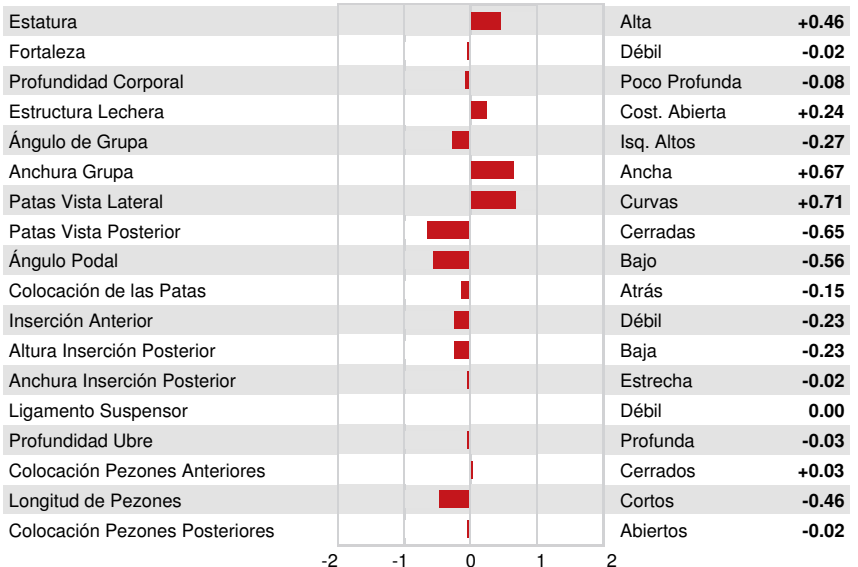 Estatura Alta +0.46
Fortaleza Débil -0.02
Profundidad Corporal Poco Profunda -0.08
Estructura Lechera Cost. Abierta +0.24
Ángulo de Grupa Isq. Altos -0.27
Anchura Grupa Ancha +0.67
Patas Vista Lateral Curvas +0.71
Patas Vista Posterior Cerradas -0.65
Ángulo Podal Bajo -0.56
Colocación de las Patas Atrás -0.15
Inserción Anterior Débil -0.23
Altura Inserción Posterior Baja -0.23
Anchura Inserción Posterior Estrecha -0.02
Ligamento Suspensor Débil 0.00
Profundidad Ubre Profunda -0.03
Colocación Pezones Anteriores Cerrados +0.03
Longitud de Pezones Cortos -0.46
Colocación Pezones Posteriores Abiertos -0.02
-2 -1 0 1 2